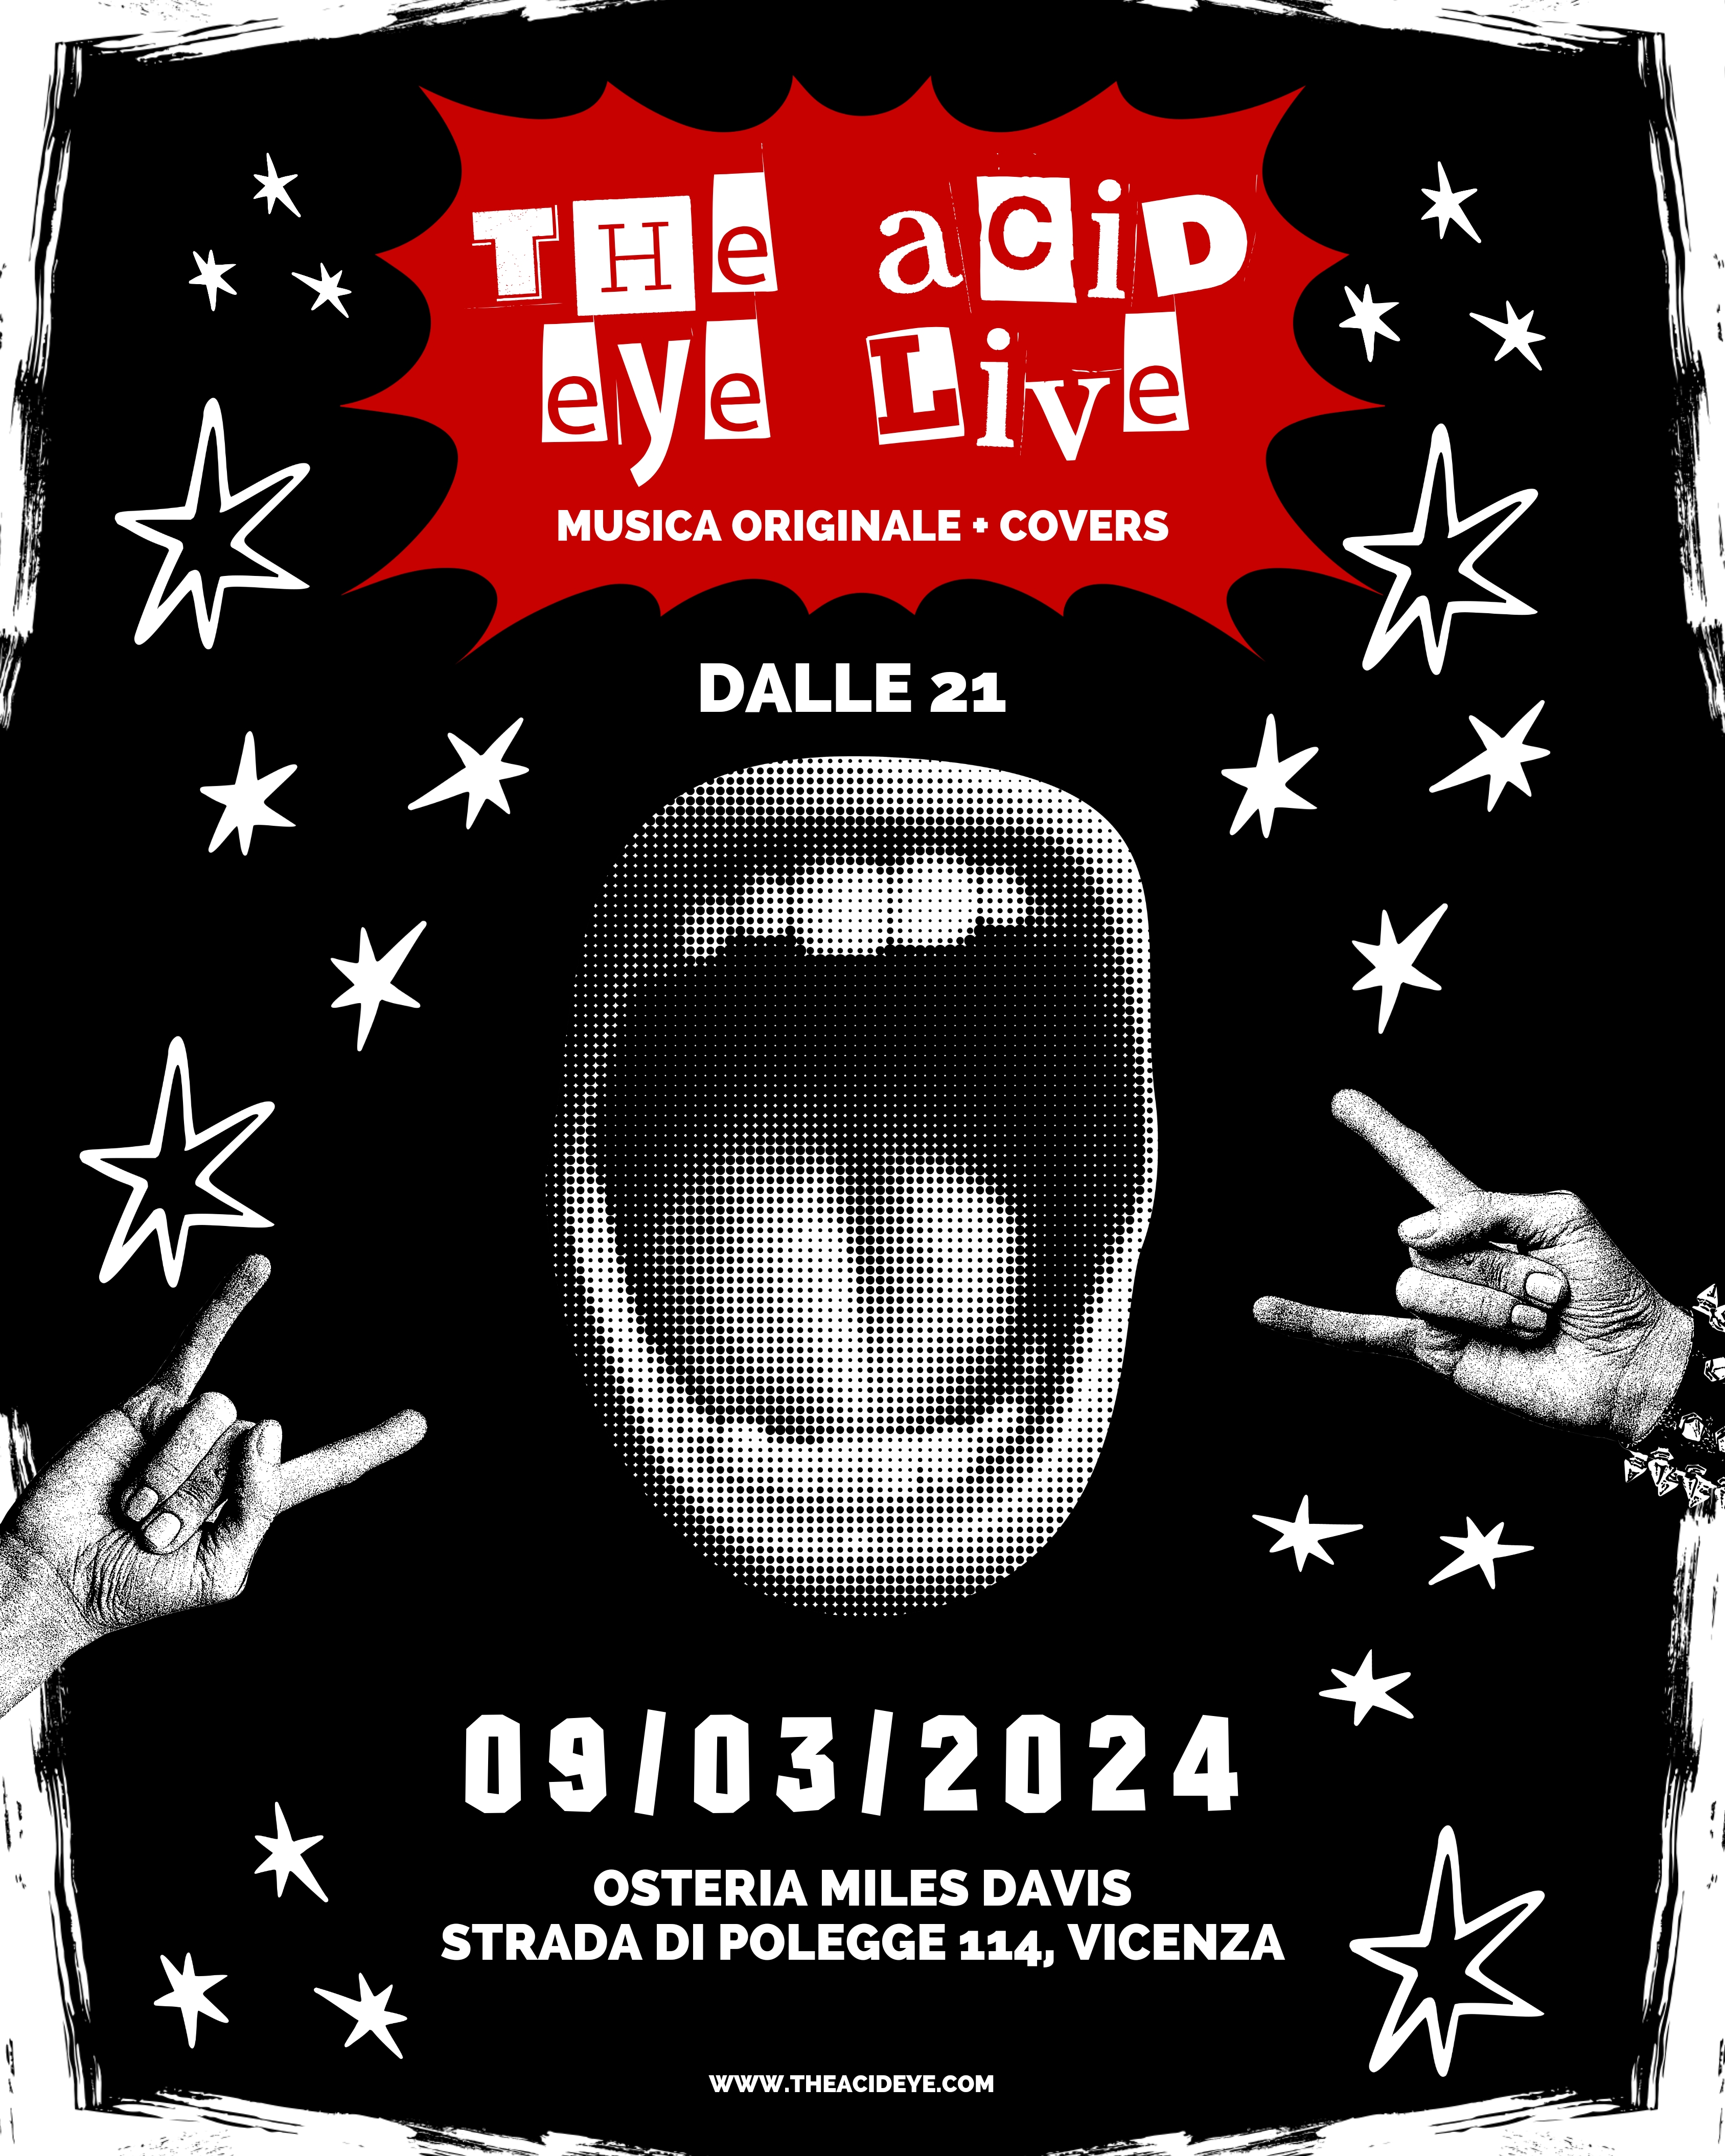 THe aciD
eye Live
MUSICA ORIGINALE + COVERS
DALLE 21
09/03/2024
OSTERIA MILES DAVIS
STRADA DI POLEGGE 114, VICENZA
WWW.THEACIDEYE.COM